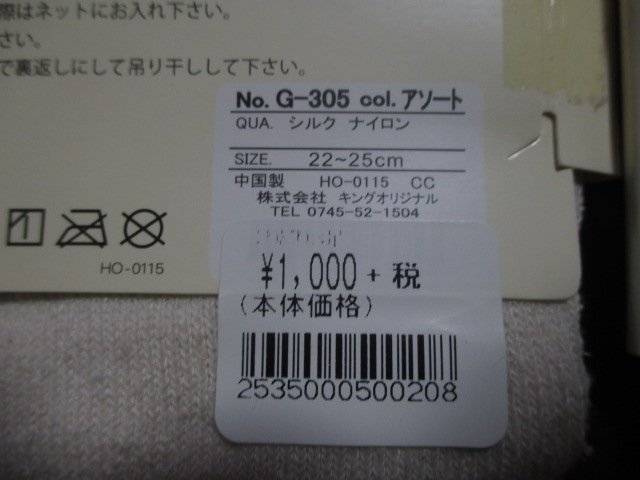 際はネットにお入れ下さい。
さい。
で裏返しにして吊り干しして下さい。
No. G-305 col. アソート
QUA. シルク ナイロン
SIZE. 22~25cm
中国製 HO-0115 CC
株式会社 キングオリジナル
TEL 0745-52-1504
HO-0115
¥1,000 + 税
(本体価格)
2535000500208